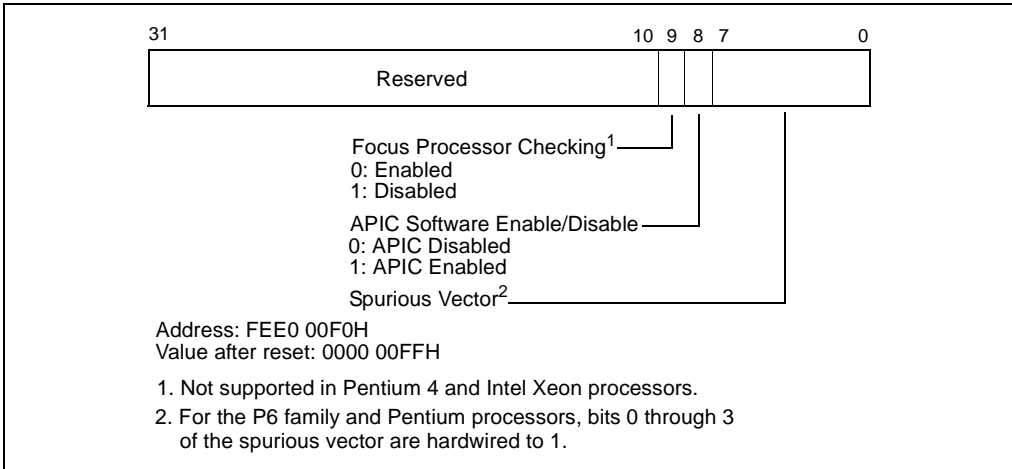 31 10 9 8 7 0
Reserved
Focus Processor Checking1
0: Enabled
1: Disabled
APIC Software Enable/Disable
0: APIC Disabled
1: APIC Enabled
Spurious Vector2
Address: FEE0 00F0H
Value after reset: 0000 00FFH
1. Not supported in Pentium 4 and Intel Xeon processors.
2. For the P6 family and Pentium processors, bits 0 through 3
of the spurious vector are hardwired to 1.